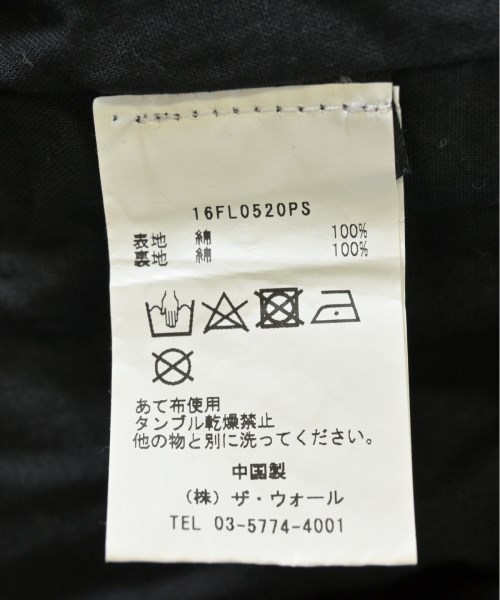 16FL0520PS
表地 綿 100%
裏地 綿 100%
あて布使用
タンブル乾燥禁止
他の物と別に洗ってください。
中国製
(株) ザ・ウォール
TEL 03-5774-4001